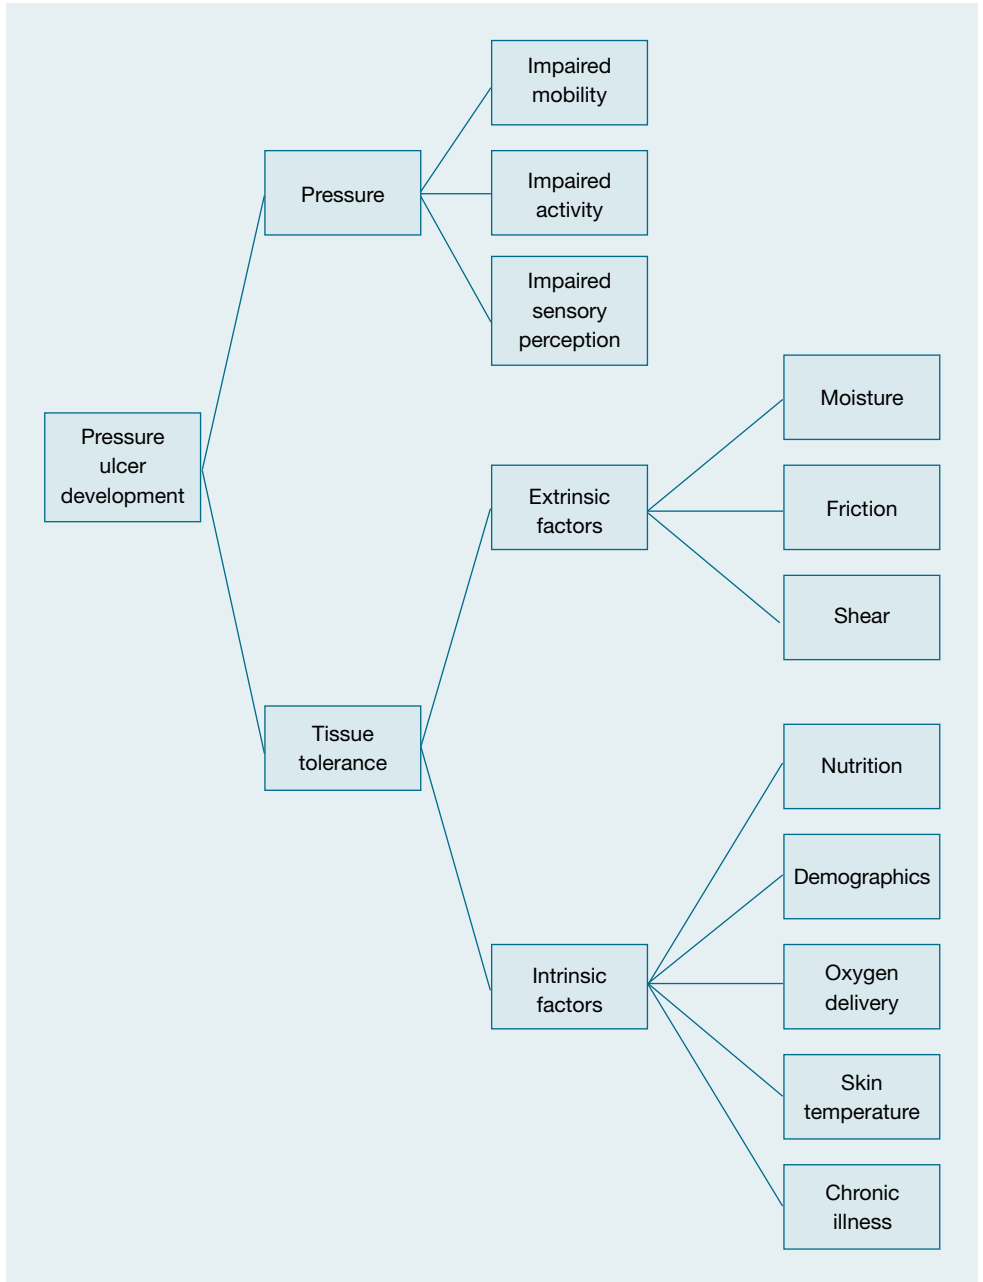 Impaired
mobility
Pressure
Impaired
activity
Impaired
sensory
perception
Pressure
ulcer
development
Moisture
Extrinsic
factors
Friction
Shear
Tissue
tolerance
Nutrition
Demographics
Intrinsic
factors
Oxygen
delivery
Skin
temperature
Chronic
illness